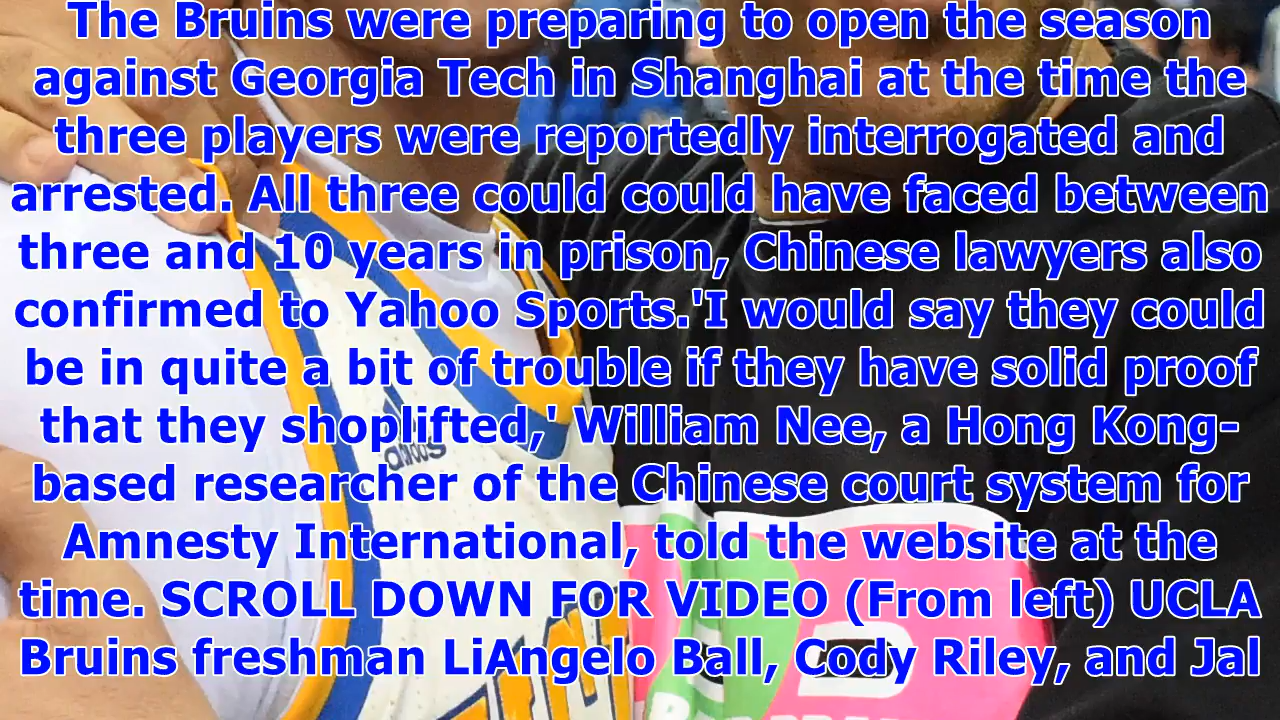 The Bruins were preparing to open the season
against Georgia Tech in Shanghai at the time the
three players were reportedly interrogated and
arrested. All three could could have faced between
three and 10 years in prison, Chinese lawyers also
confirmed to Yahoo Sports.'I would say they could
be in quite a bit of trouble if they have solid proof
that they shoplifted,' William Nee, a Hong Kong-
based researcher of the Chinese court system for
Amnesty International, told the website at the
time. SCROLL DOWN FOR VIDEO (From left) UCLA
Bruins freshman LiAngelo Ball, Cody Riley, and Jal
adidas